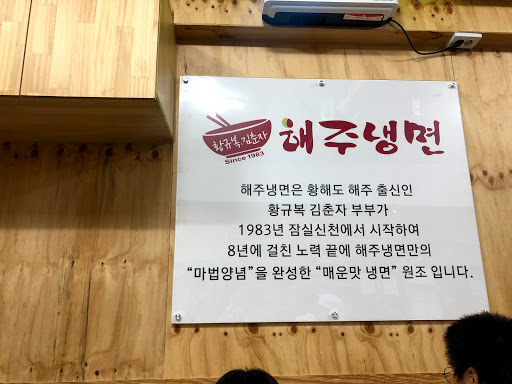 황규복.김춘자
Since 1983
해주냉면
해주냉면은 황해도 해주 출신인
황규복 김춘자 부부가
1983년 잠실신천에서 시작하여
8년에 걸친 노력 끝에 해주냉면만의
“마법양념”을 완성한 “매운맛 냉면” 원조 입니다.